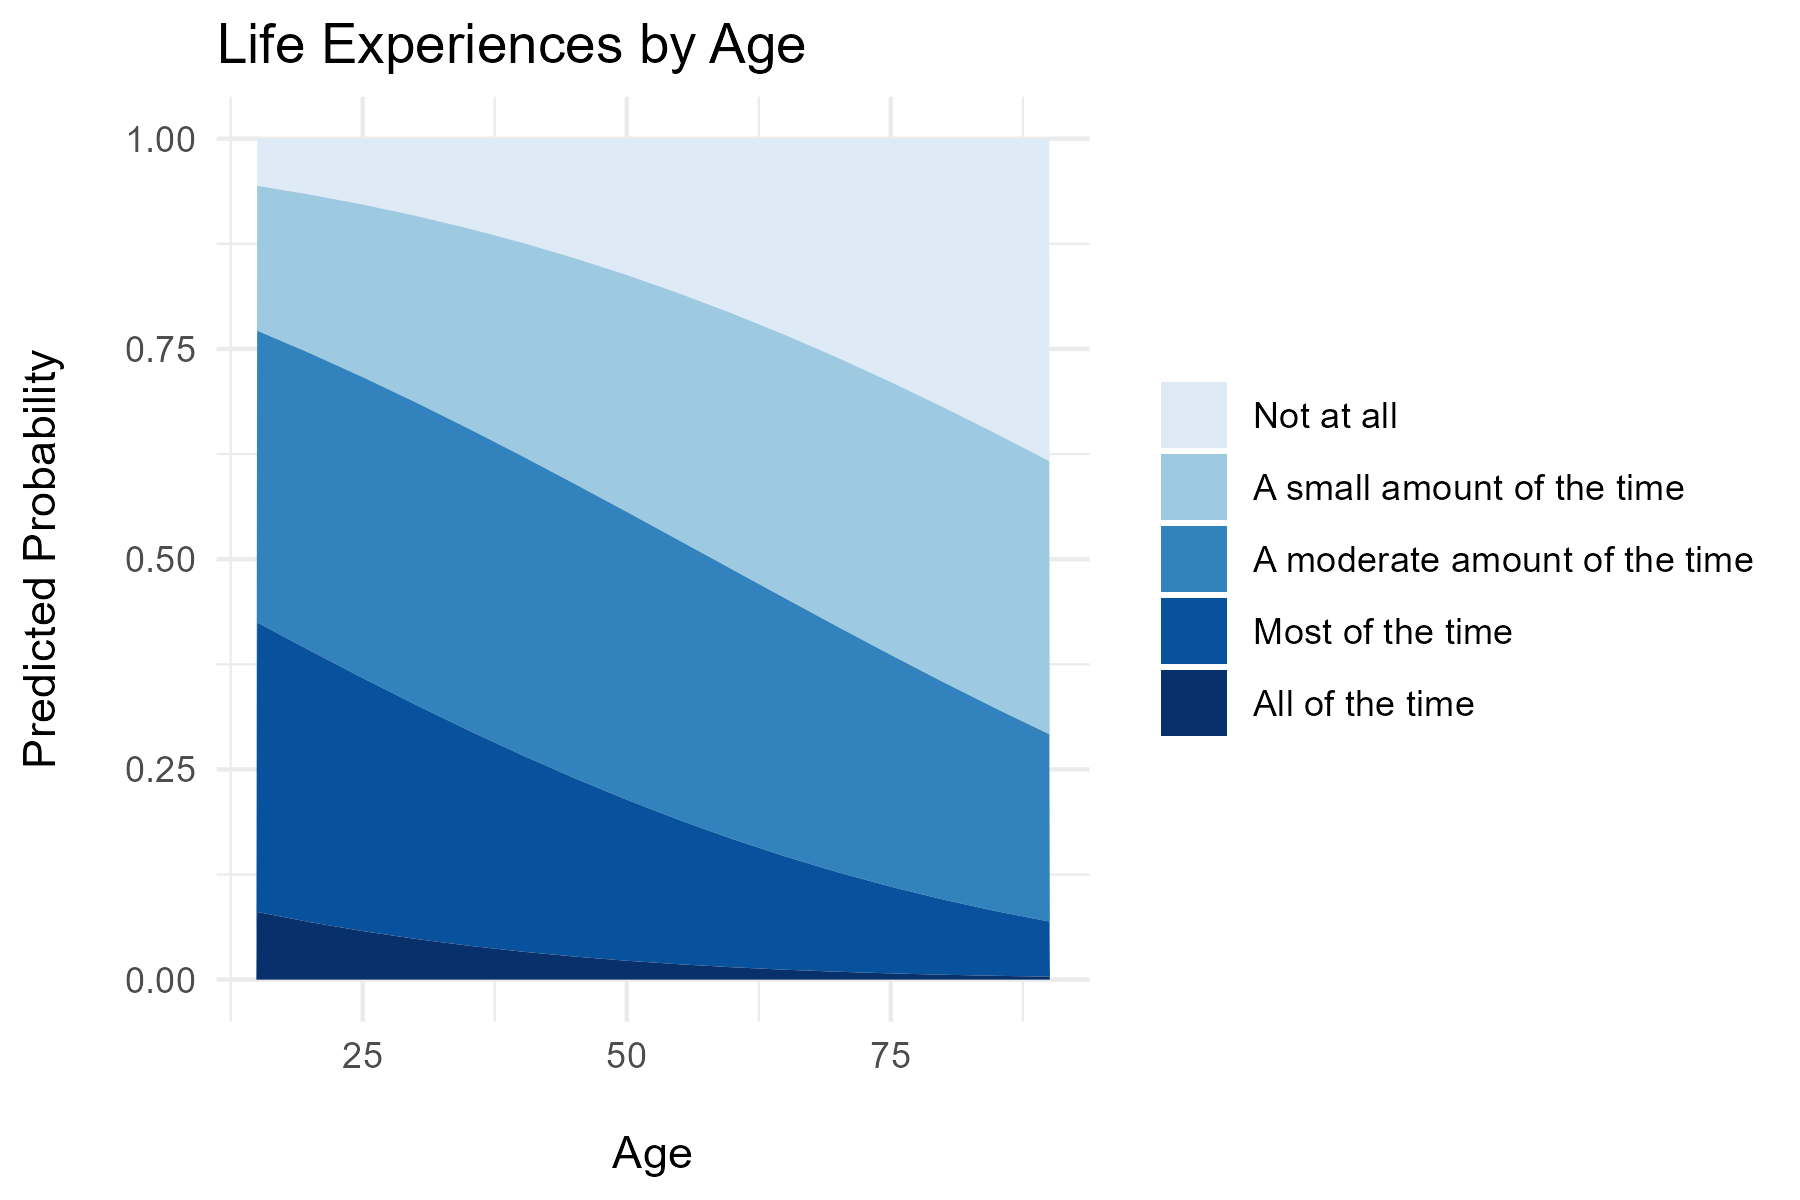 Life Experiences by Age
1.00
0.75
0.50
0.25
0.00
Predicted Probability
25 50 75
Age
Not at all
A small amount of the time
A moderate amount of the time
Most of the time
All of the time